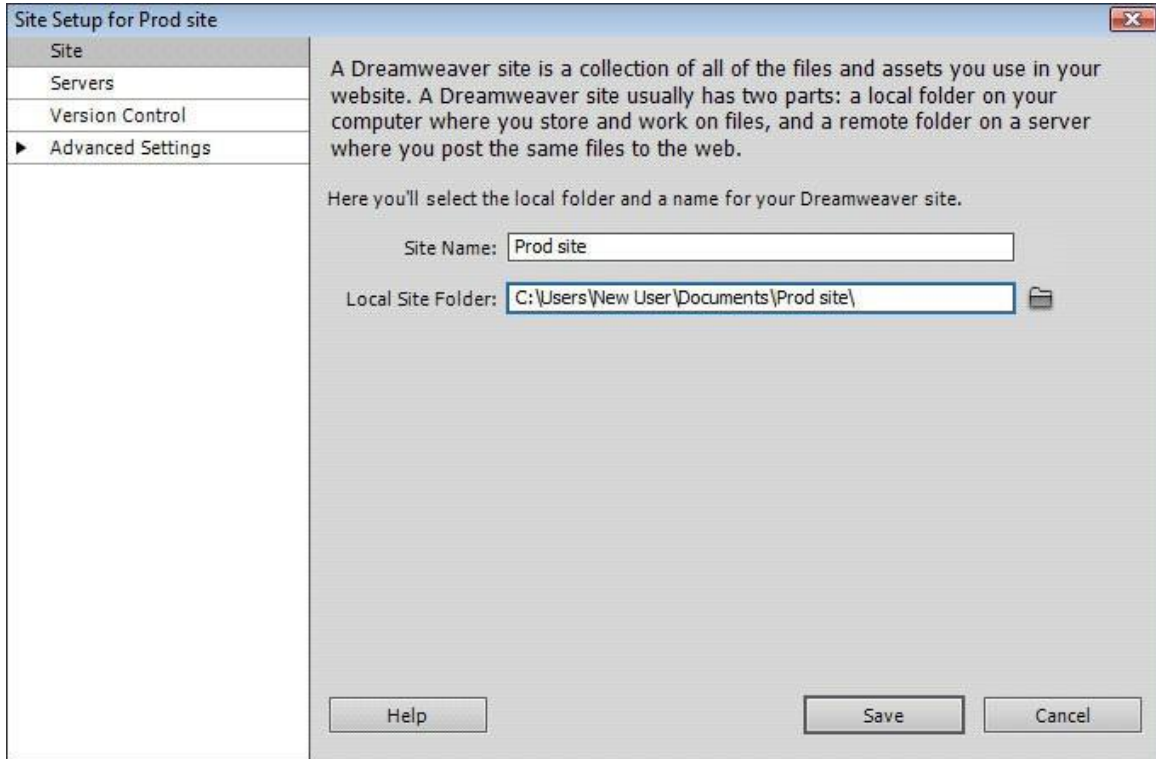 Site Setup for Prod site
Site
Servers
Version Control
Advanced Settings
A Dreamweaver site is a collection of all of the files and assets you use in your
website. A Dreamweaver site usually has two parts: a local folder on your
computer where you store and work on files, and a remote folder on a server
where you post the same files to the web.
Here you'll select the local folder and a name for your Dreamweaver site.
Site Name: Prod site
Local Site Folder: C:\Users\New User\Documents\Prod site\
Help Save Cancel